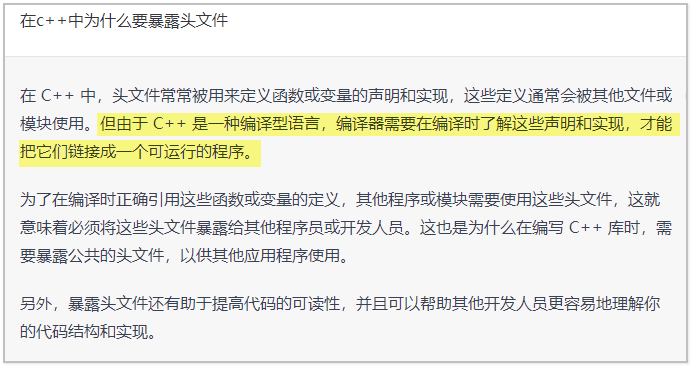 在c++中为什么要暴露头文件
在 C++ 中，头文件常常被用来定义函数或变量的声明和实现，这些定义通常会被其他文件或
模块使用。但由于 C++ 是一种编译型语言，编译器需要在编译时了解这些声明和实现，才能
把它们链接成一个可运行的程序。
为了在编译时正确引用这些函数或变量的定义，其他程序或模块需要使用这些头文件，这就
意味着必须将这些头文件暴露给其他程序员或开发人员。这也是为什么在编写 C++ 库时，需
要暴露公共的头文件，以供其他应用程序使用。
另外，暴露头文件还有助于提高代码的可读性，并且可以帮助其他开发人员更容易地理解你
的代码结构和实现。